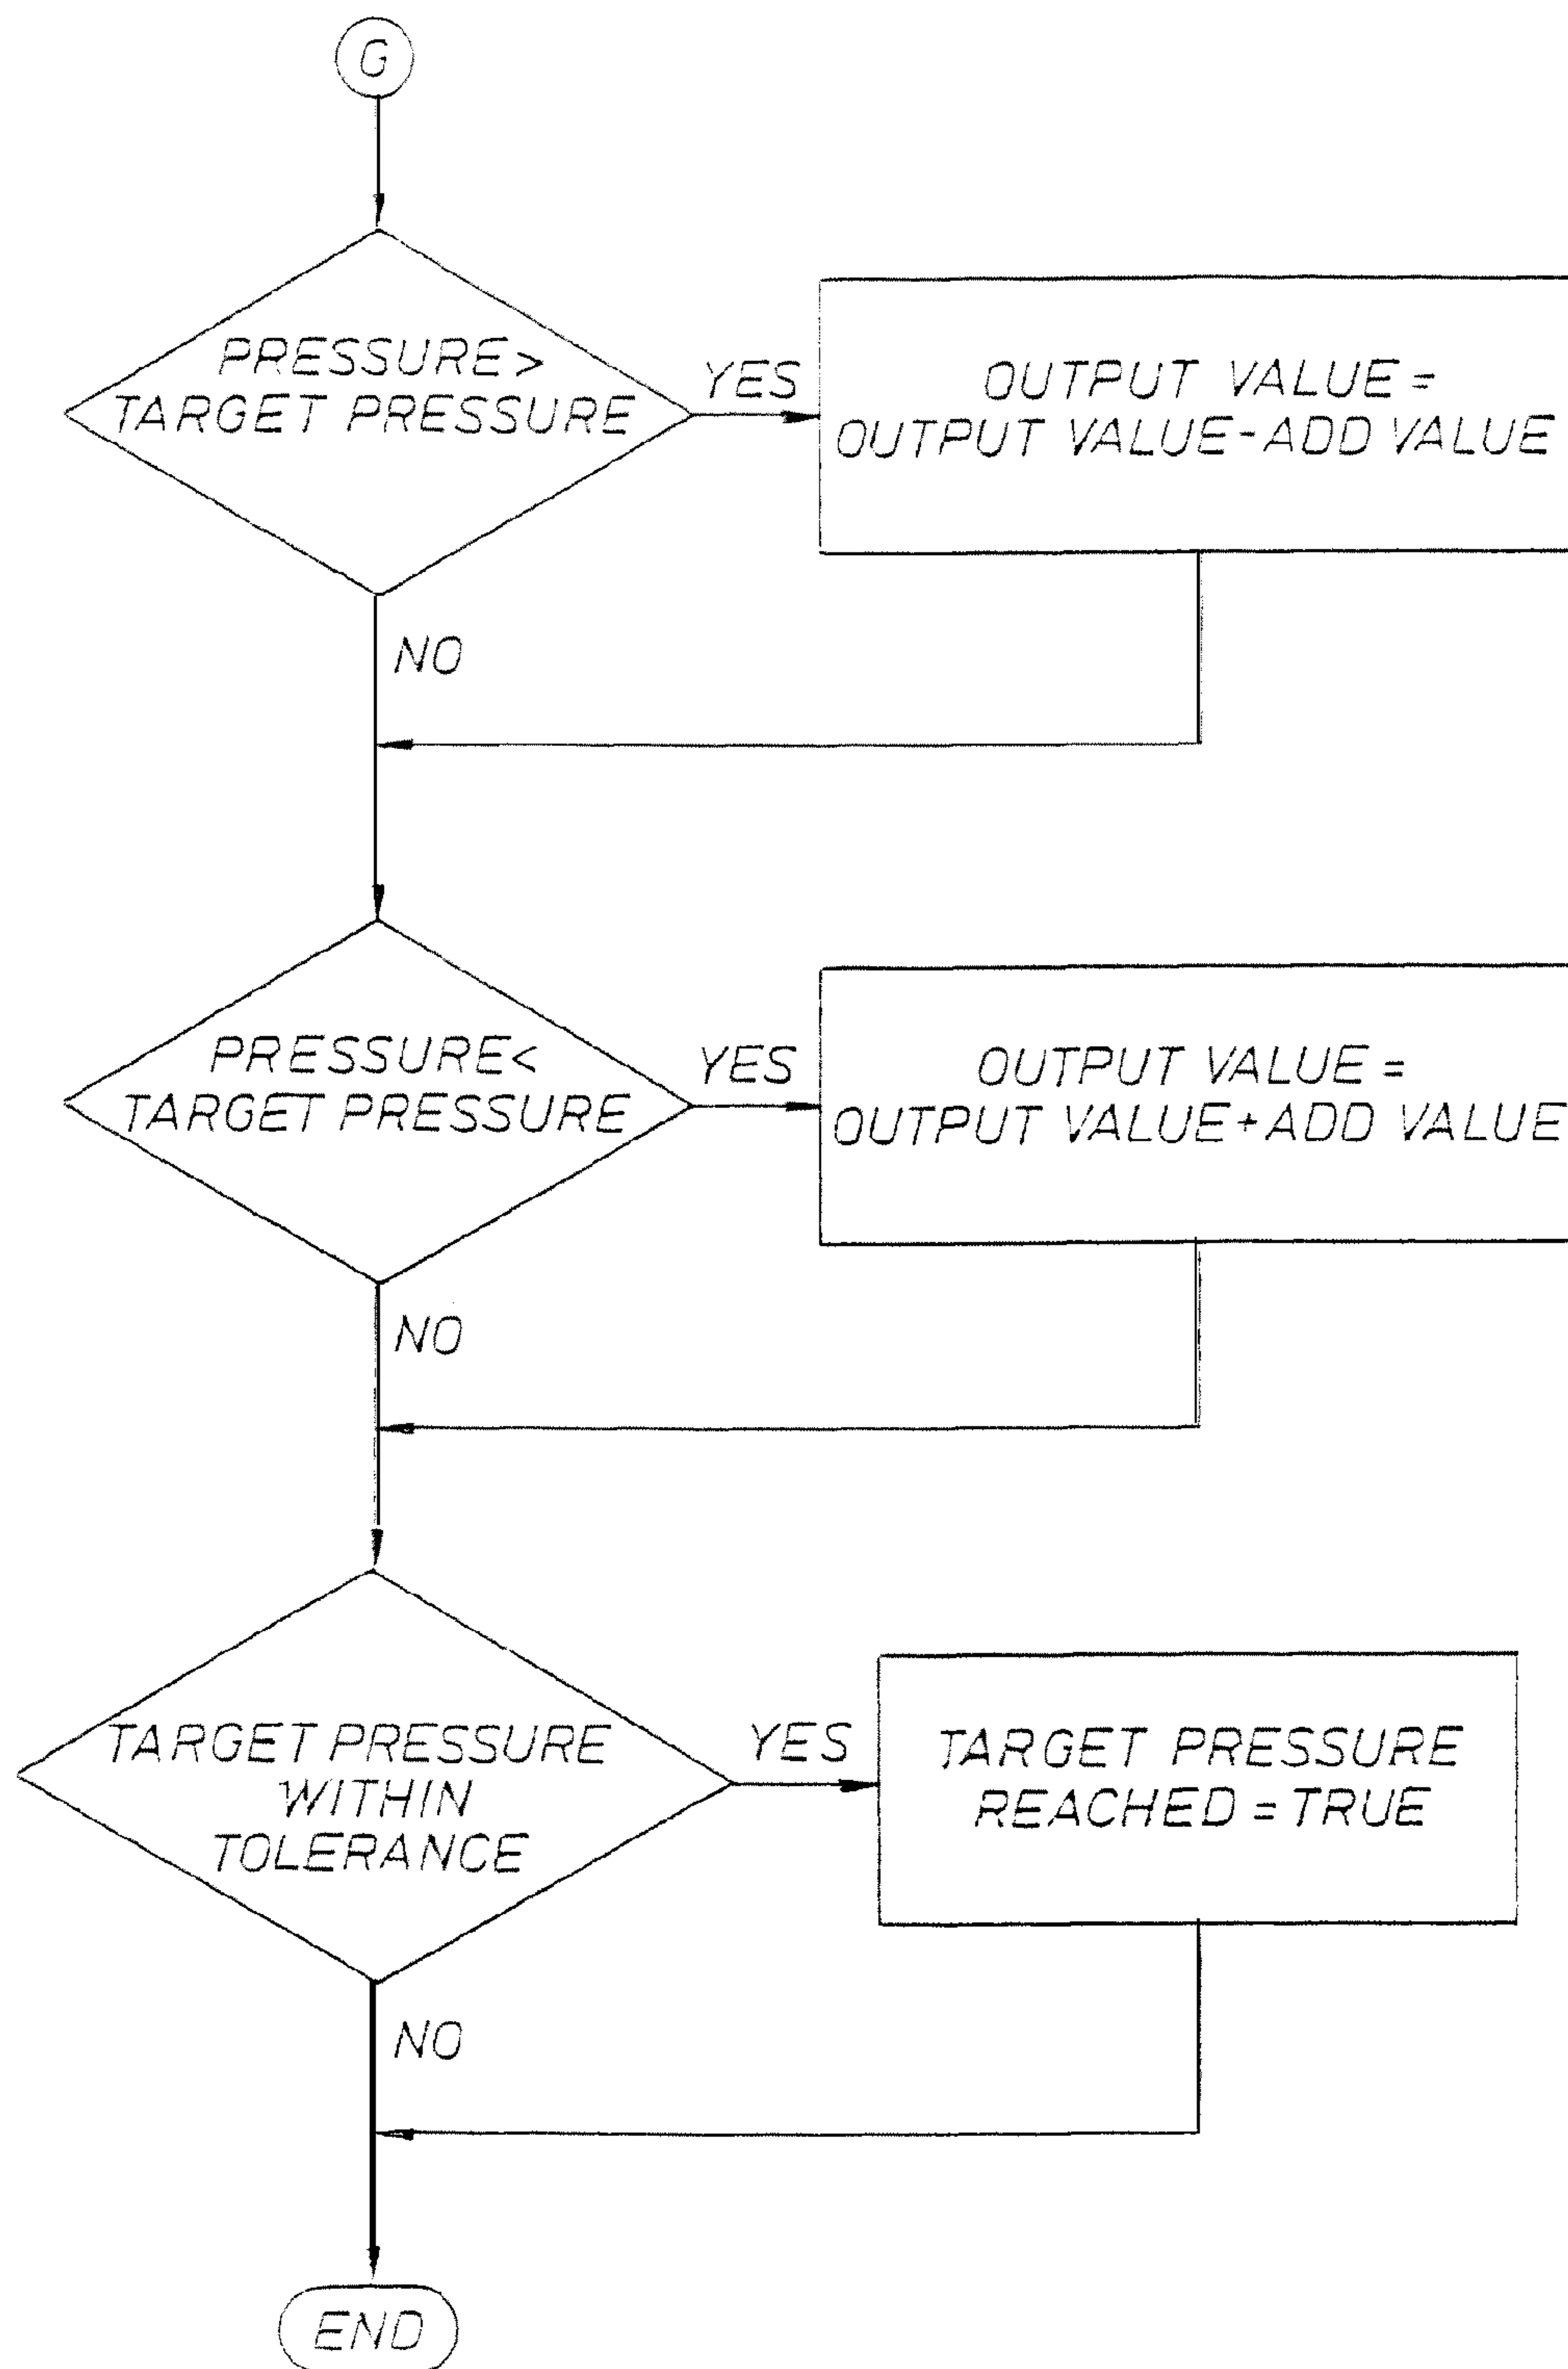 G
PRESSURE>
TARGET PRESSURE
YES
OUTPUT VALUE =
OUTPUT VALUE-ADD VALUE
NO
PRESSURE<
TARGET PRESSURE
YES
OUTPUT VALUE =
OUTPUT VALUE+ADD VALUE
NO
TARGET PRESSURE
WITHIN
TOLERANCE
YES
TARGET PRESSURE
REACHED = TRUE
NO
END